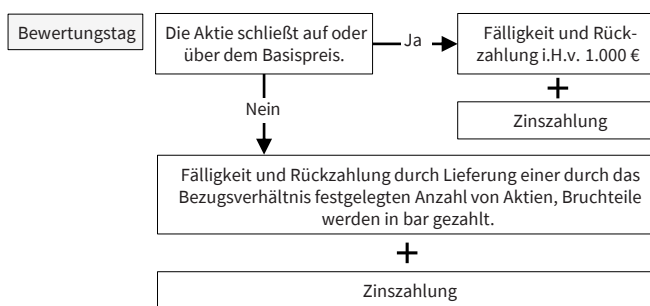 Bewertungstag
Die Aktie schließt auf oder
über dem Basispreis.
Ja
Fälligkeit und Rück-
zahlung i.H.v. 1.000 €
+
Zinszahlung
Nein
Fälligkeit und Rückzahlung durch Lieferung einer durch das
Bezugsverhältnis festgelegten Anzahl von Aktien, Bruchteile
werden in bar gezahlt.
+
Zinszahlung